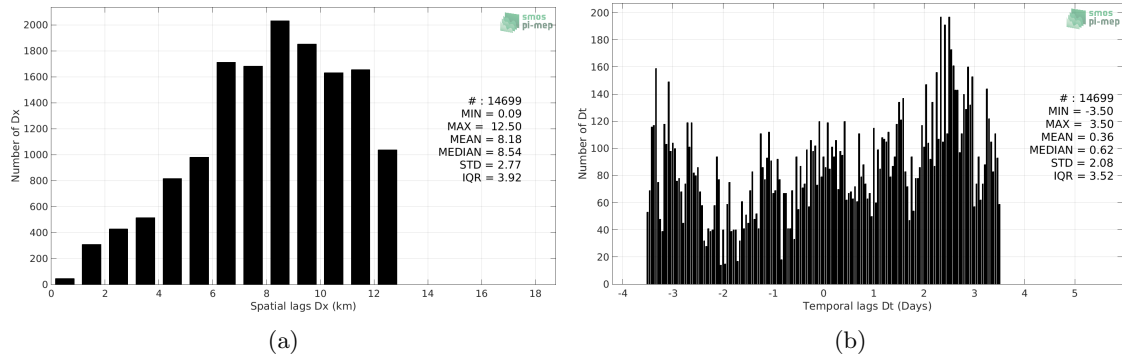 smos
pi-mep
2000
1800
1600
1400
1200
1000
800
600
400
200
0
Number of Dx
# : 14699
MIN = 0.09
MAX = 12.50
MEAN = 8.18
MEDIAN = 8.54
STD = 2.77
IQR = 3.92
0 2 4 6 8 10 12 14 16 18
Spatial lags Dx (km)
(a)
smos
pi-mep
200
180
160
140
120
100
80
60
40
20
0
Number of Dt
# : 14699
MIN = -3.50
MAX = 3.50
MEAN = 0.36
MEDIAN = 0.62
STD = 2.08
IQR = 3.52
-4 -3 -2 -1 0 1 2 3 4 5
Temporal lags Dt (Days)
(b)